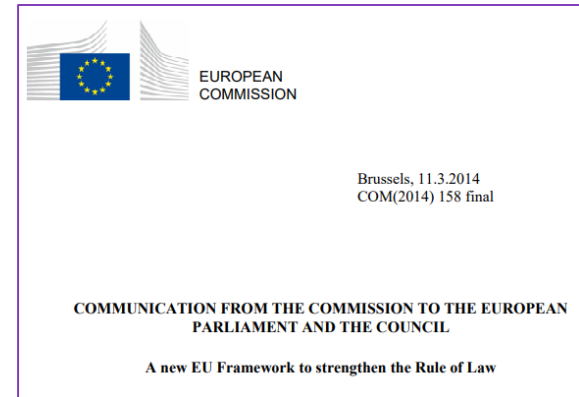 EUROPEAN
COMMISSION
Brussels, 11.3.2014
COM(2014) 158 final
COMMUNICATION FROM THE COMMISSION TO THE EUROPEAN
PARLIAMENT AND THE COUNCIL
A new EU Framework to strengthen the Rule of Law